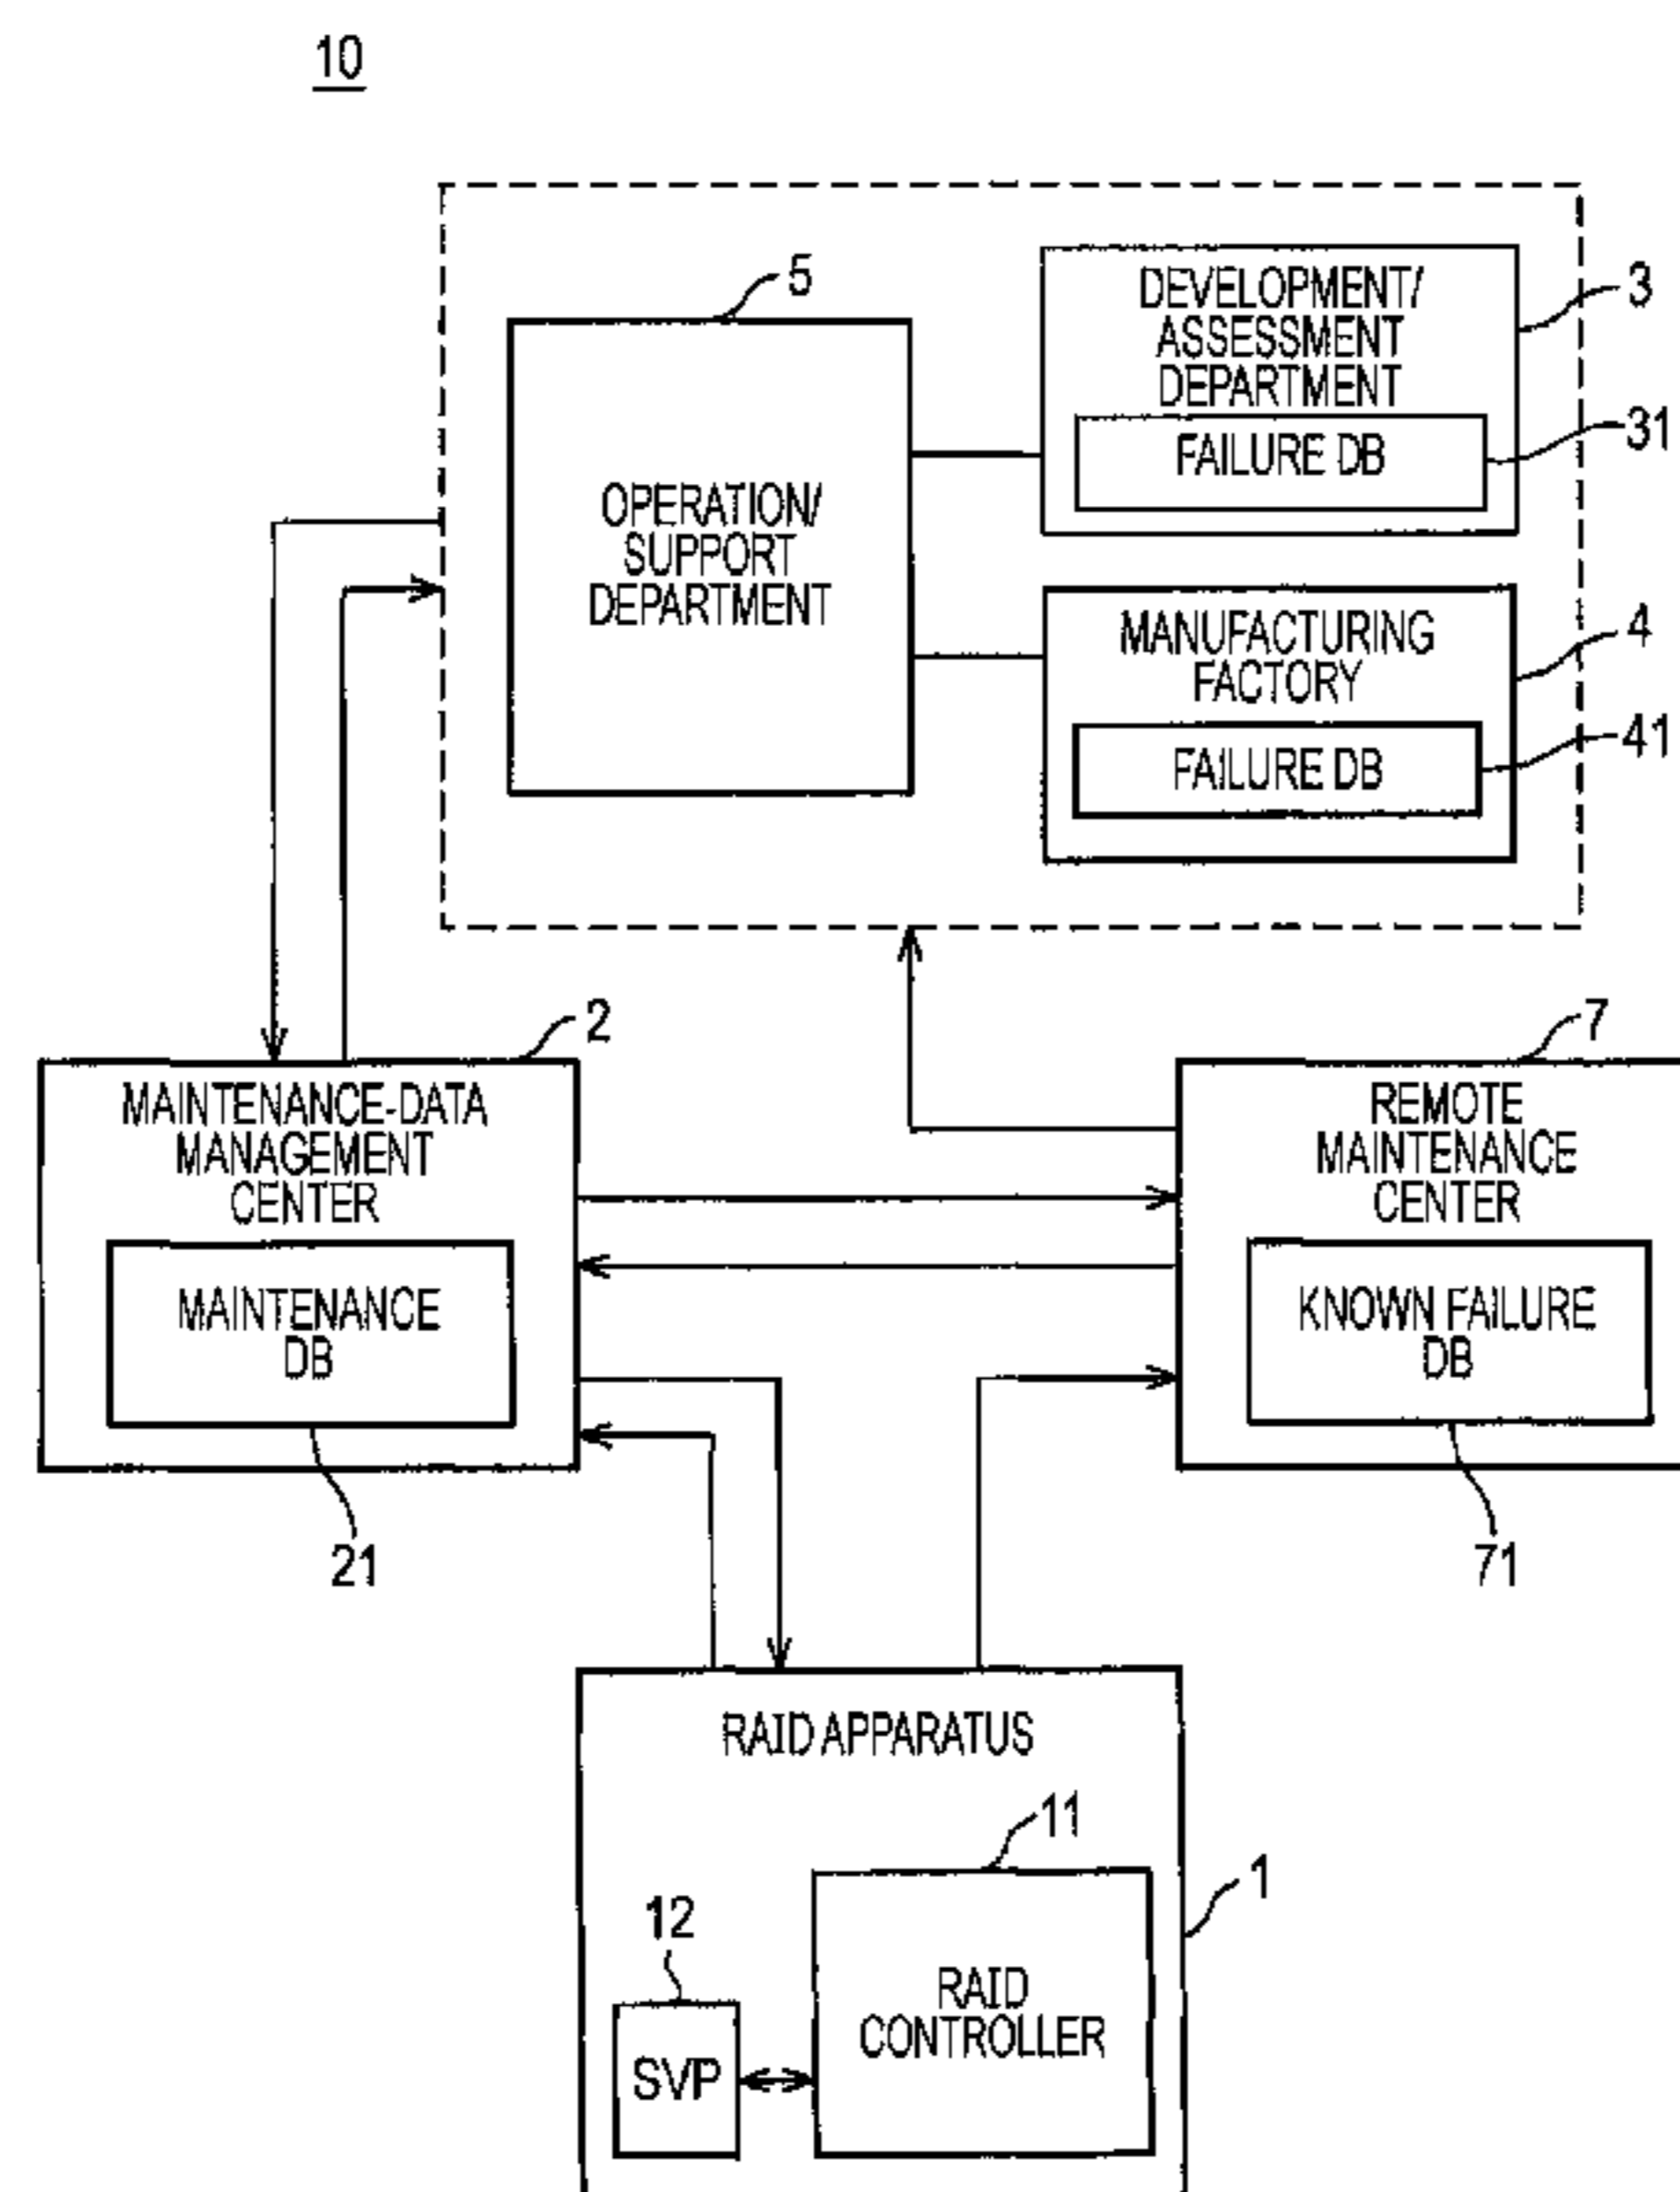 10
5
DEVELOPMENT/
ASSESSMENT
DEPARTMENT
3
FAILURE DB
31
OPERATION/
SUPPORT
DEPARTMENT
MANUFACTURING
FACTORY
4
FAILURE DB
41
2
MAINTENANCE-DATA
MANAGEMENT
CENTER
MAINTENANCE
DB
21
7
REMOTE
MAINTENANCE
CENTER
KNOWN FAILURE
DB
71
RAID APPARATUS
11
1
12
RAID
CONTROLLER
SVP